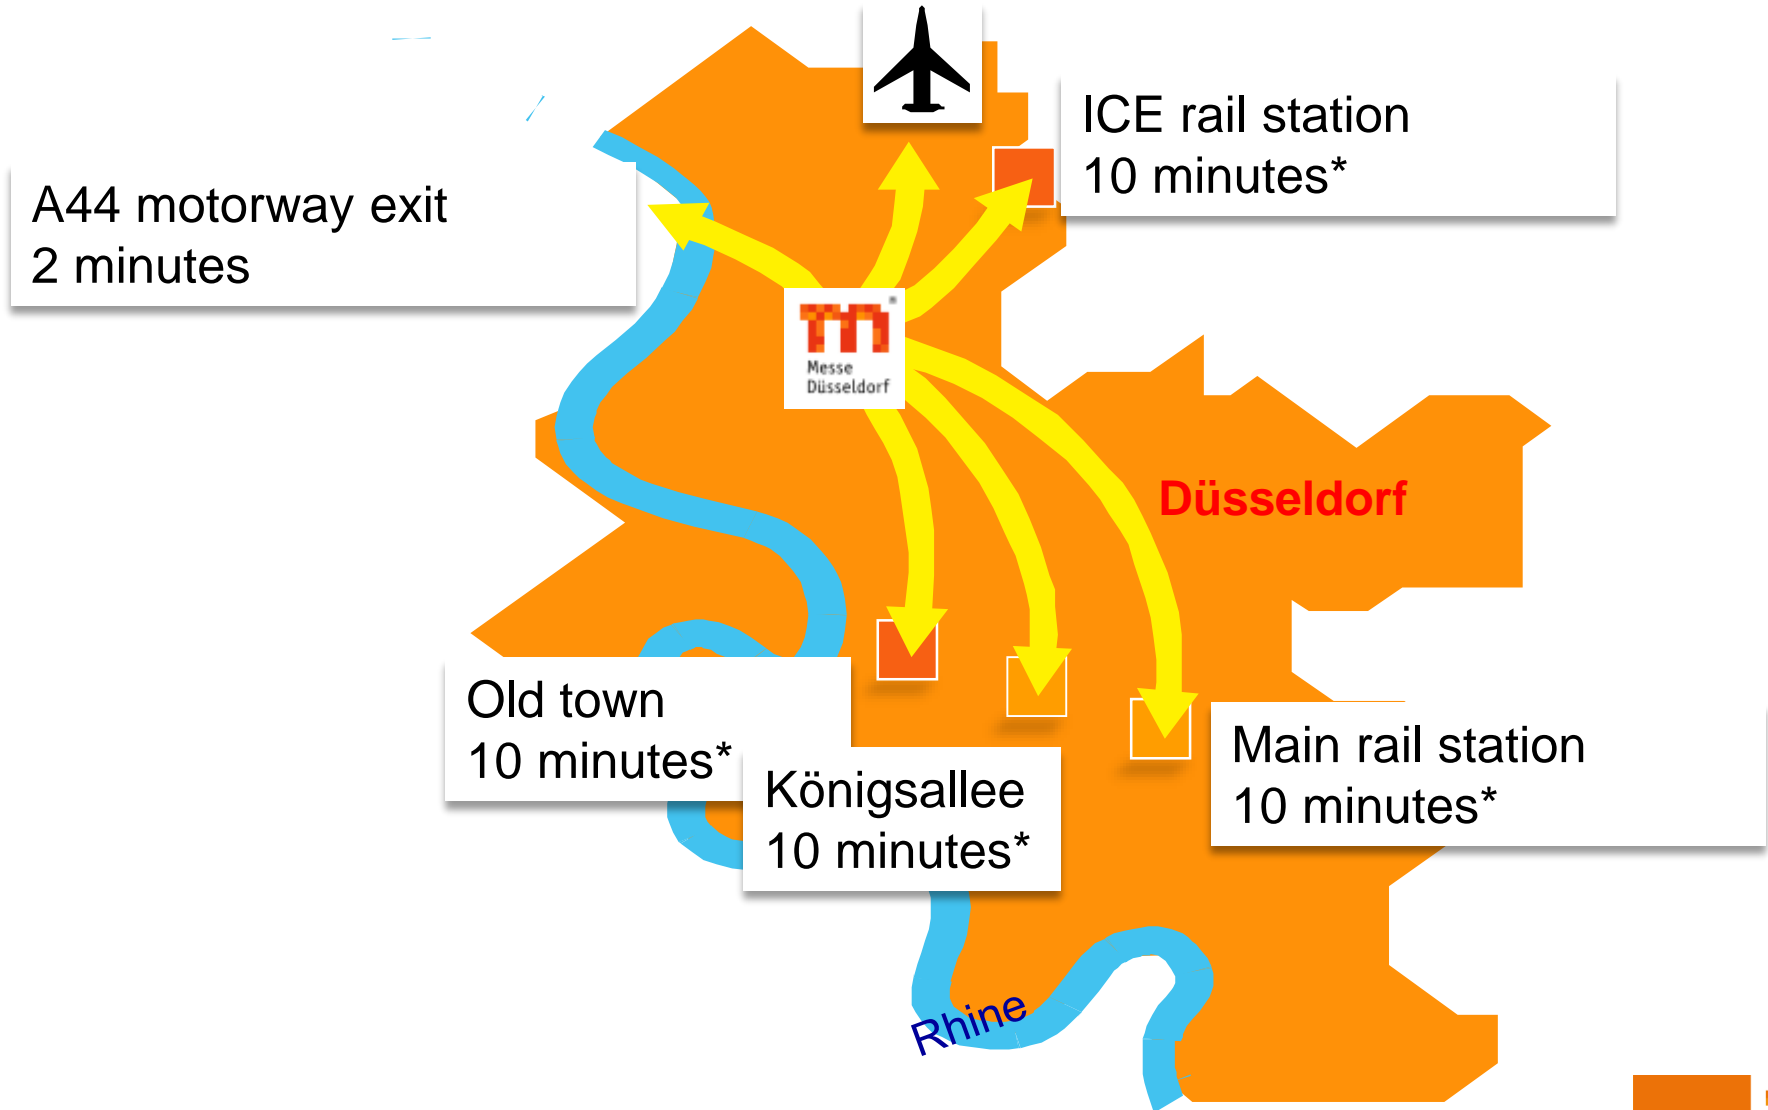 ICE rail station
10 minutes*
A44 motorway exit
2 minutes
Messe
Düsseldorf
Düsseldorf
Old town
10 minutes*
Königsallee
10 minutes*
Main rail station
10 minutes*
Rhine